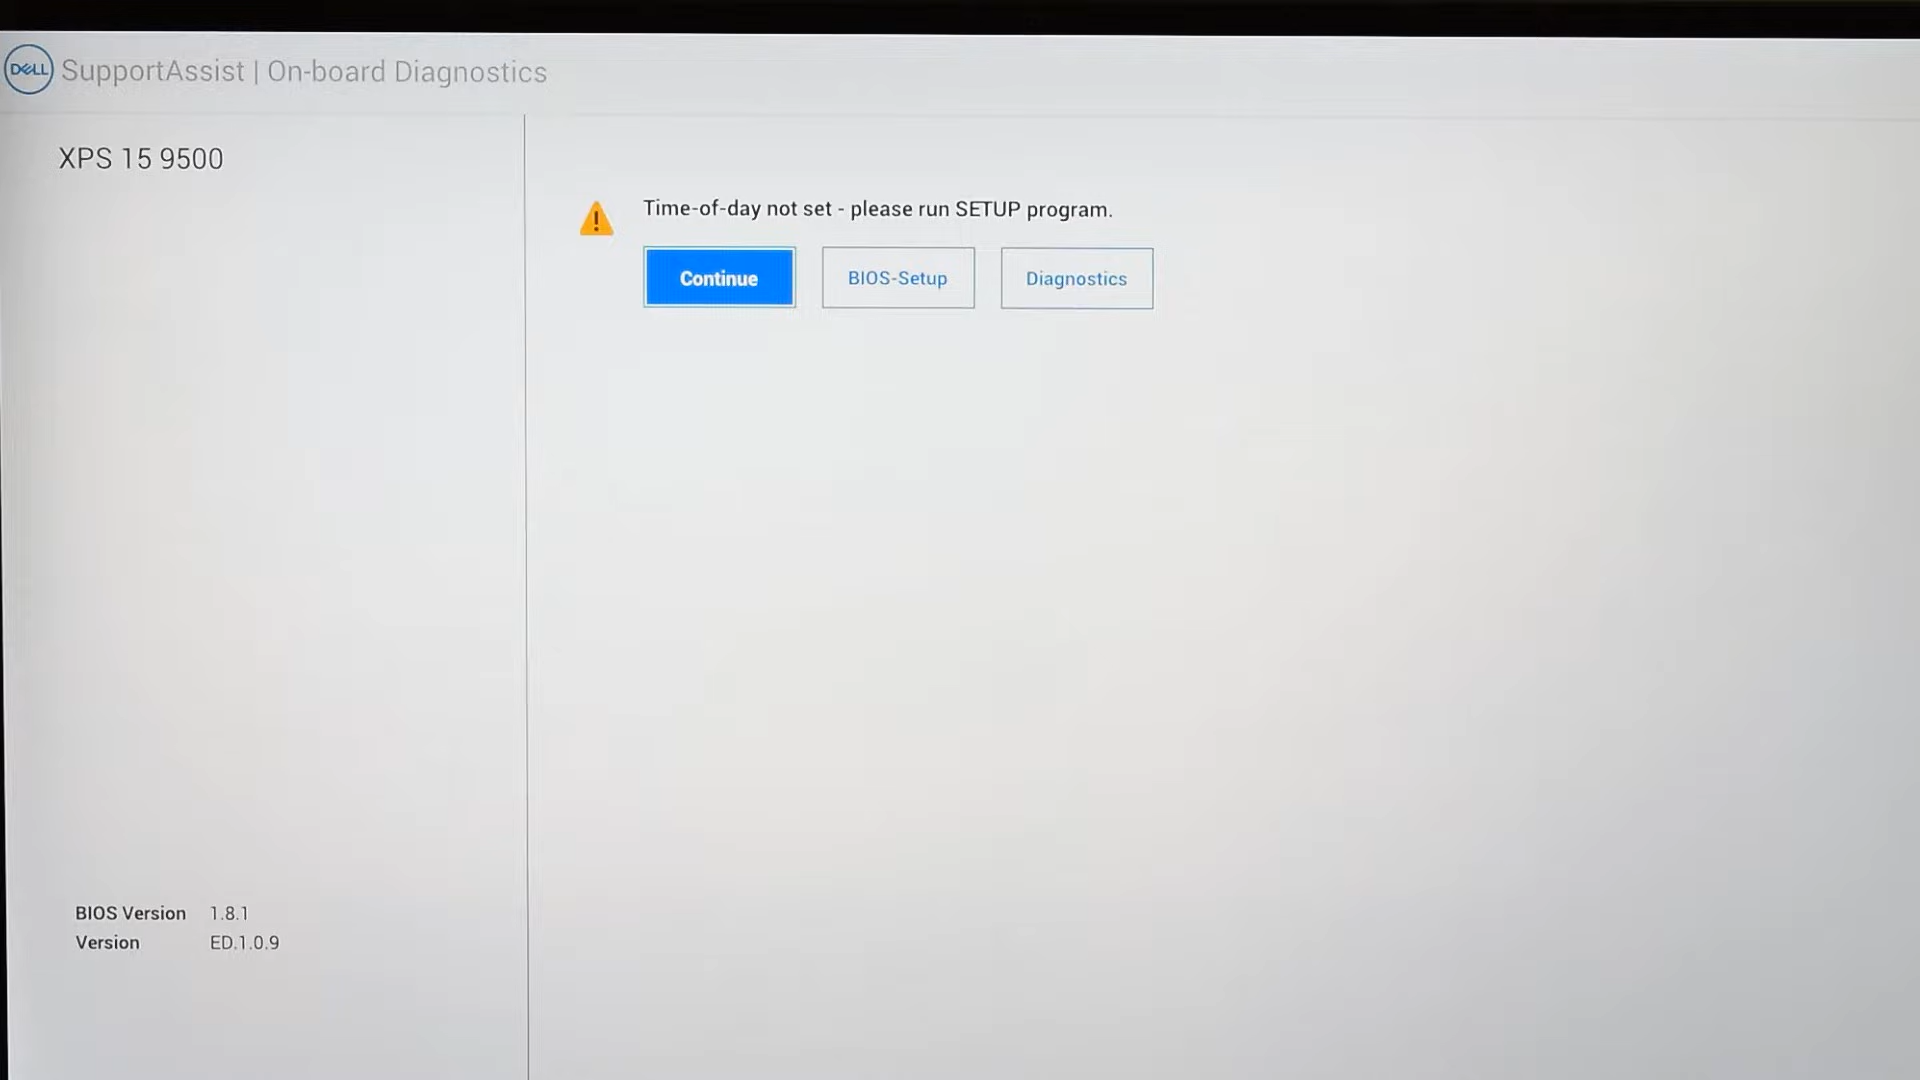 DELL SupportAssist | On-board Diagnostics
XPS 15 9500
Time-of-day not set - please run SETUP program.
Continue BIOS-Setup Diagnostics
BIOS Version 1.8.1
Version ED.1.0.9